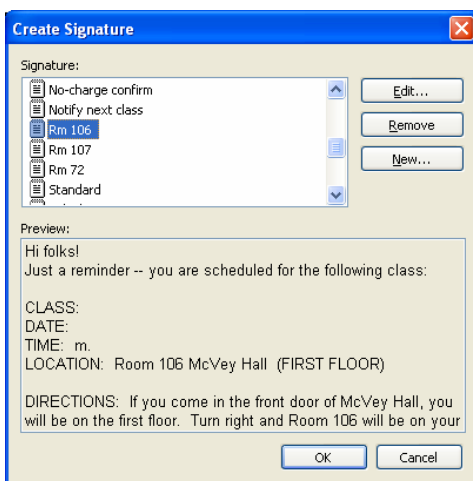 Create Signature
Signature:
No-charge confirm
Notify next class
Rm 106
Rm 107
Rm 72
Standard
Edit...
Remove
New...
Preview:
Hi folks!
Just a reminder -- you are scheduled for the following class:
CLASS:
DATE:
TIME:  m.
LOCATION:  Room 106 McVey Hall  (FIRST FLOOR)
DIRECTIONS:  If you come in the front door of McVey Hall, you
will be on the first floor.  Turn right and Room 106 will be on your
OK
Cancel